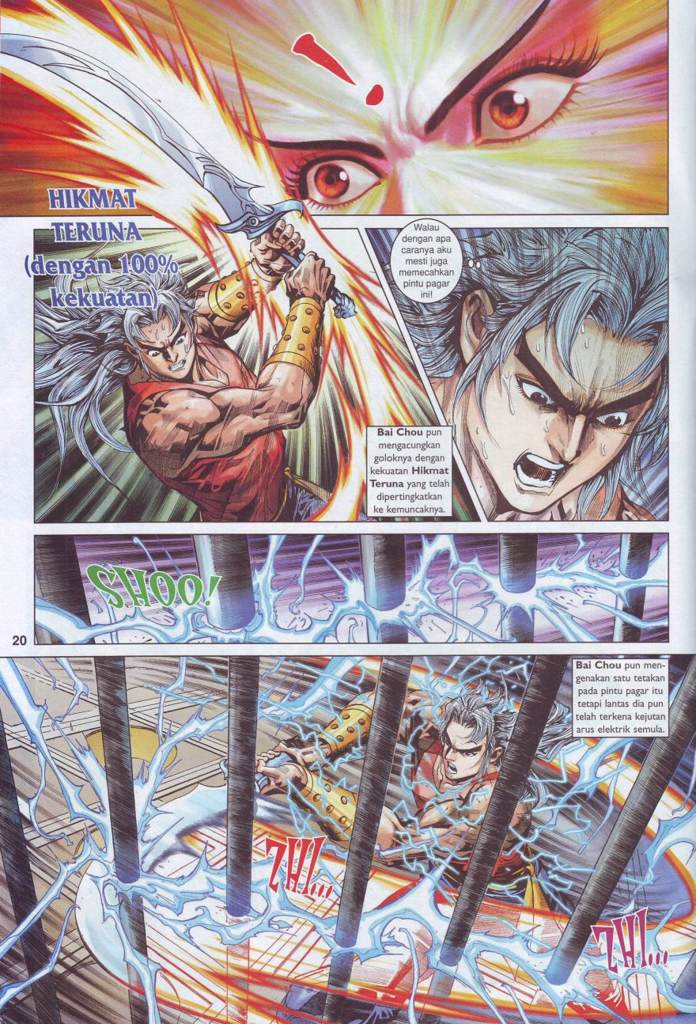 HIKMAT
TERUNA
(dengan 100%
kekuatan)
Walau
dengan apa
caranya aku
mesti juga
memecahkan
pintu pagar
ini!
Bai Chou pun
mengacungkan
goloknya dengan
kekuatan Hikmat
Teruna yang telah
dipertingkatkan
ke kemuncaknya.
SHOO!
20
Bai Chou pun men-
genakan satu tetakan
pada pintu pagar itu
tetapi lantas dia pun
telah terkena kejutan
arus elektrik semula.
ZHI...
ZHI...